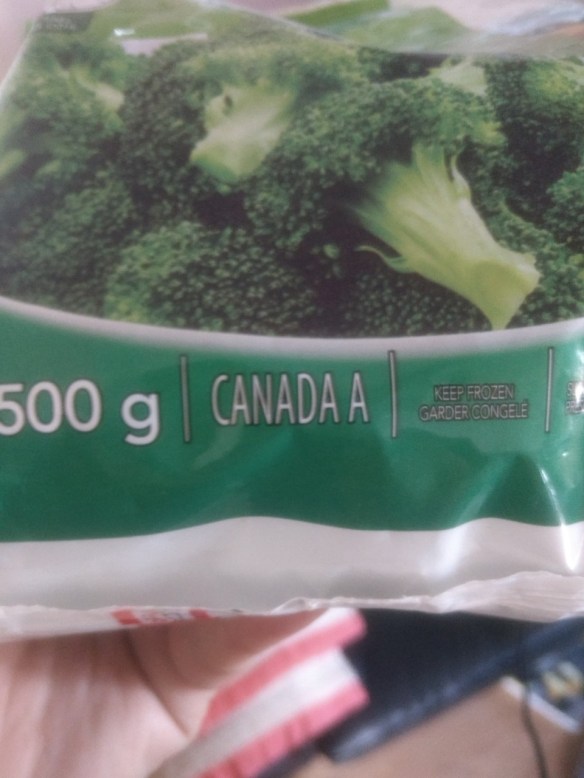 500 g
CANADA A
KEEP FROZEN
GARDER CONGELÉ